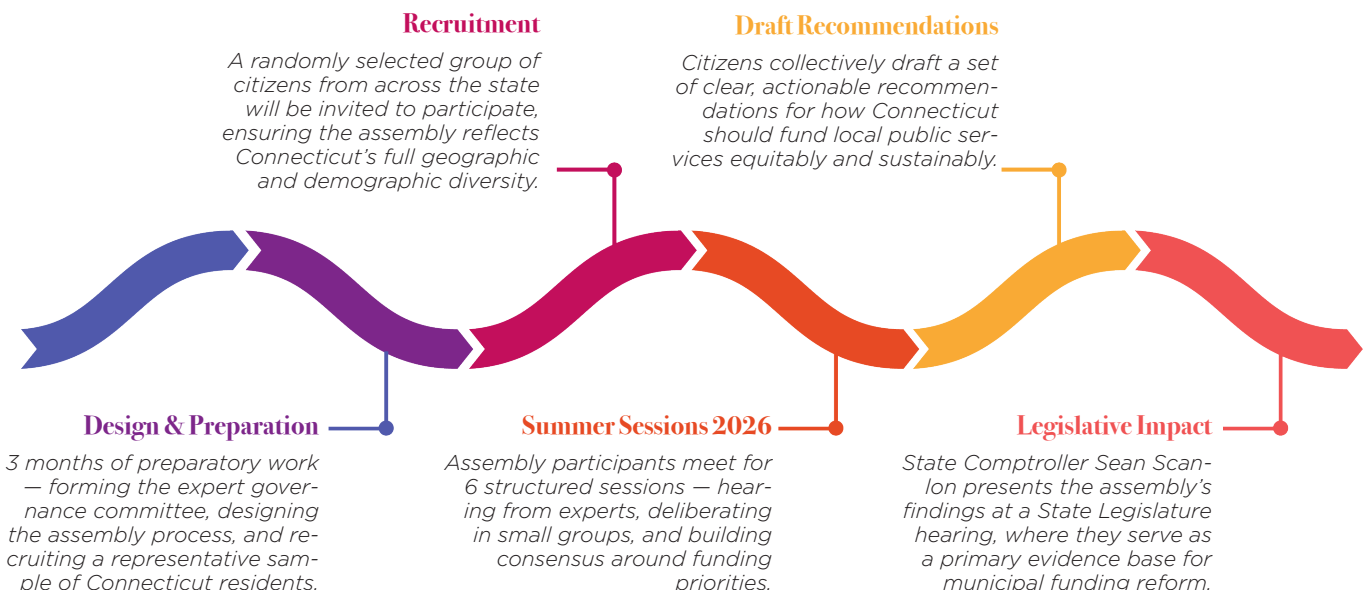 Recruitment
A randomly selected group of
citizens from across the state
will be invited to participate,
ensuring the assembly reflects
Connecticut's full geographic
and demographic diversity.
Draft Recommendations
Citizens collectively draft a set
of clear, actionable recommen-
dations for how Connecticut
should fund local public ser-
vices equitably and sustainably.
Design & Preparation
3 months of preparatory work
— forming the expert gover-
nance committee, designing
the assembly process, and re-
cruiting a representative sam-
ple of Connecticut residents.
Summer Sessions 2026
Assembly participants meet for
6 structured sessions — hear-
ing from experts, deliberating
in small groups, and building
consensus around funding
priorities.
Legislative Impact
State Comptroller Sean Scan-
lon presents the assembly's
findings at a State Legislature
hearing, where they serve as
a primary evidence base for
municipal funding reform.